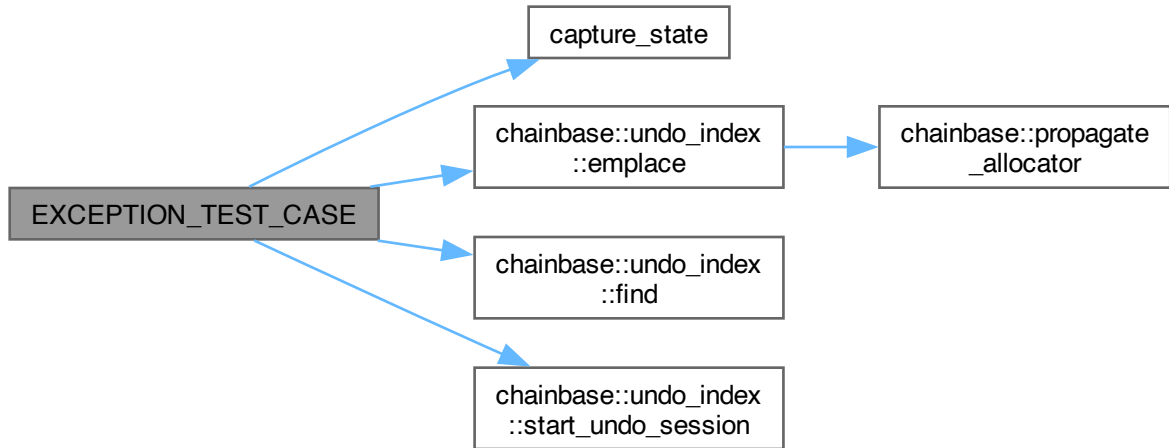 capture_state
chainbase::undo_index
::emplace
chainbase::propagate
_allocator
EXCEPTION_TEST_CASE
chainbase::undo_index
::find
chainbase::undo_index
::start_undo_session